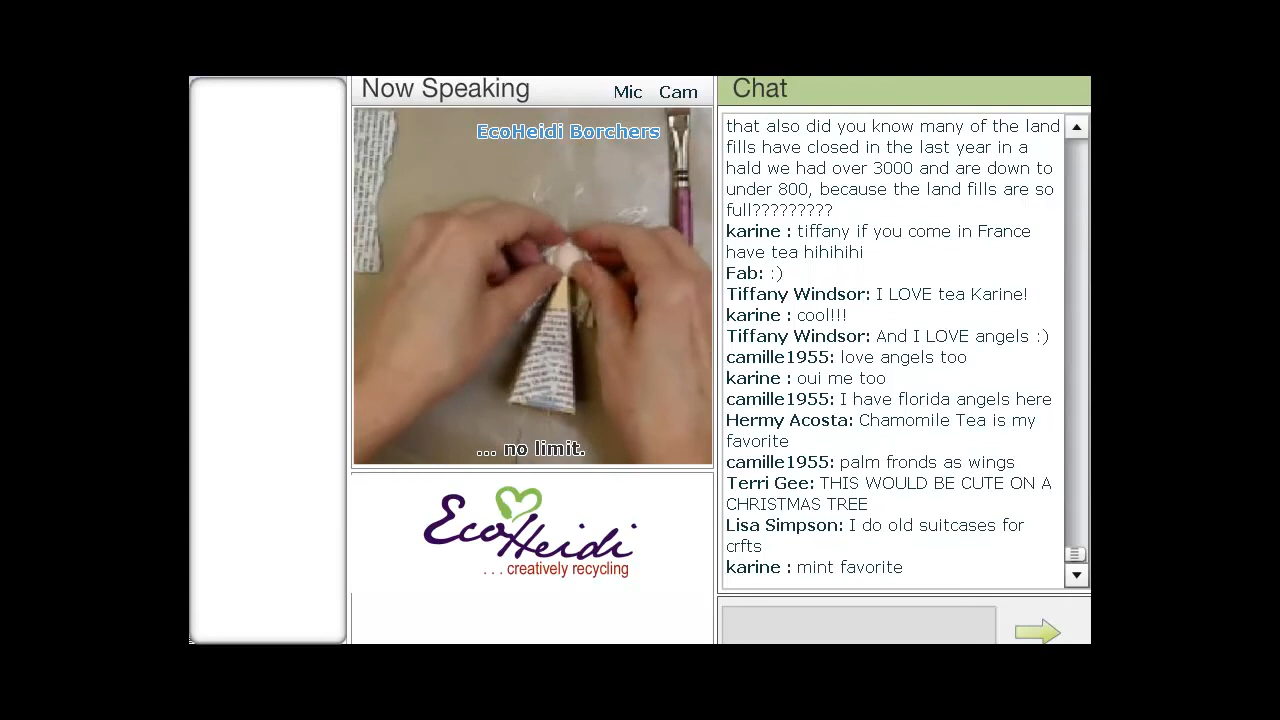 Now Speaking
Mic Cam
EcoHeidi Borchers
... no limit.
EcoHeidi
. . . creatively recycling
Chat
that also did you know many of the land
fills have closed in the last year in a
hald we had over 3000 and are down to
under 800, because the land fills are so
full?????????
karine : tiffany if you come in France
have tea hihihihi
Fab: :)
Tiffany Windsor: I LOVE tea Karine!
karine : cool!!!
Tiffany Windsor: And I LOVE angels :)
camille1955: love angels too
karine : oui me too
camille1955: I have florida angels here
Hermy Acosta: Chamomile Tea is my
favorite
camille1955: palm fronds as wings
Terri Gee: THIS WOULD BE CUTE ON A
CHRISTMAS TREE
Lisa Simpson: I do old suitcases for
crfts
karine : mint favorite